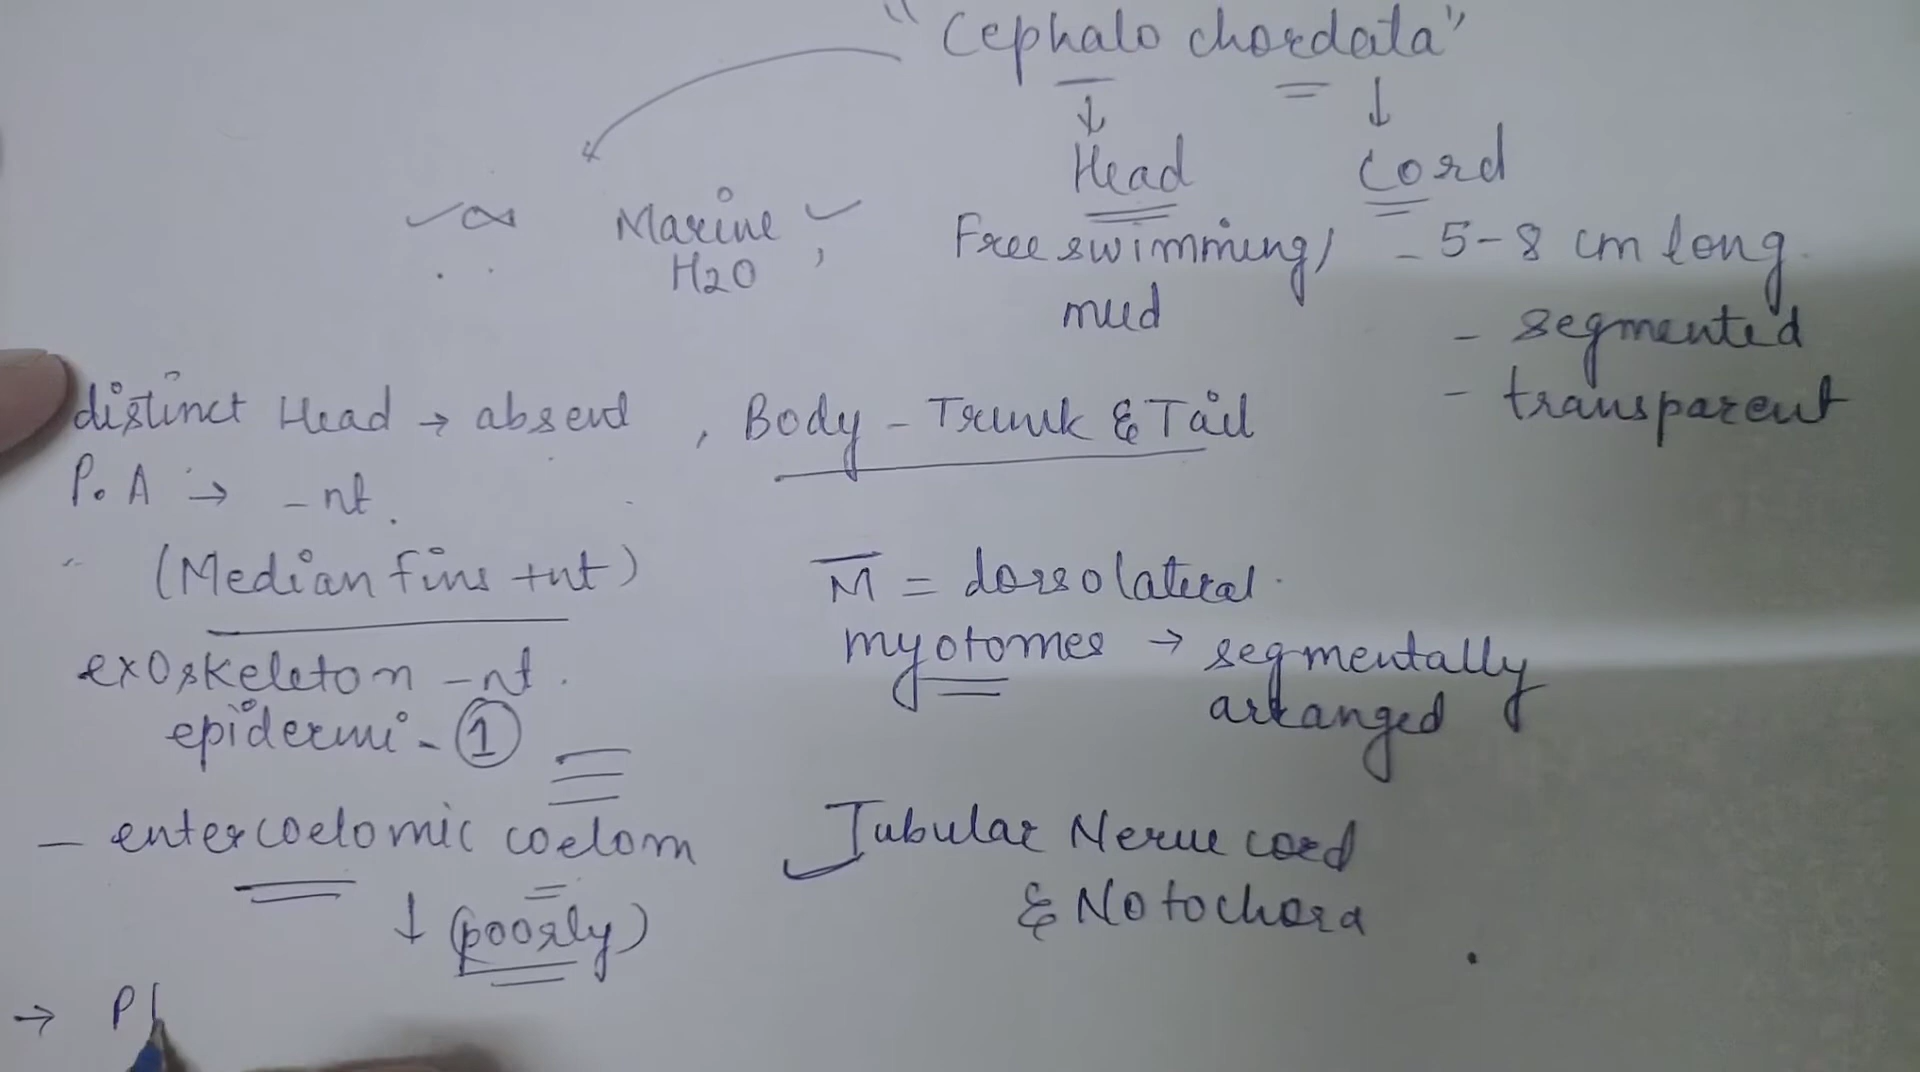 "Cephalo chordata"
Head Cord
Marine
H2O ,
Free swimming/
mud
- 5-8 cm long
- segmented
- transparent
distinct Head → absent , Body - Trunk & Tail
P.A → -nt.
(Median fins +nt)
M = dorsolateral
myotomes → segmentally
arranged
exoskeleton -nt.
epidermi - 1
- entercoelomic coelom
↓ (poorly)
Tubular Nerve cord
& Notochord
→ P